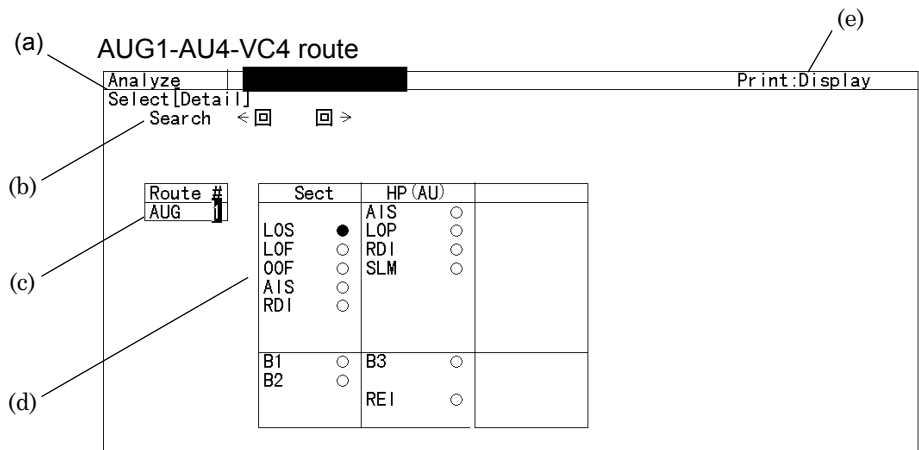 (e)
(a)
AUG1-AU4-VC4 route
Analyze Print:Display
Select[Detail]
Search < >
(b)
Route # Sect HP(AU)
AUG 1 AIS
LOS LOP
LOF RDI
OOF SLM
AIS
RDI
(c)
B1 B3
B2
(d)
REI